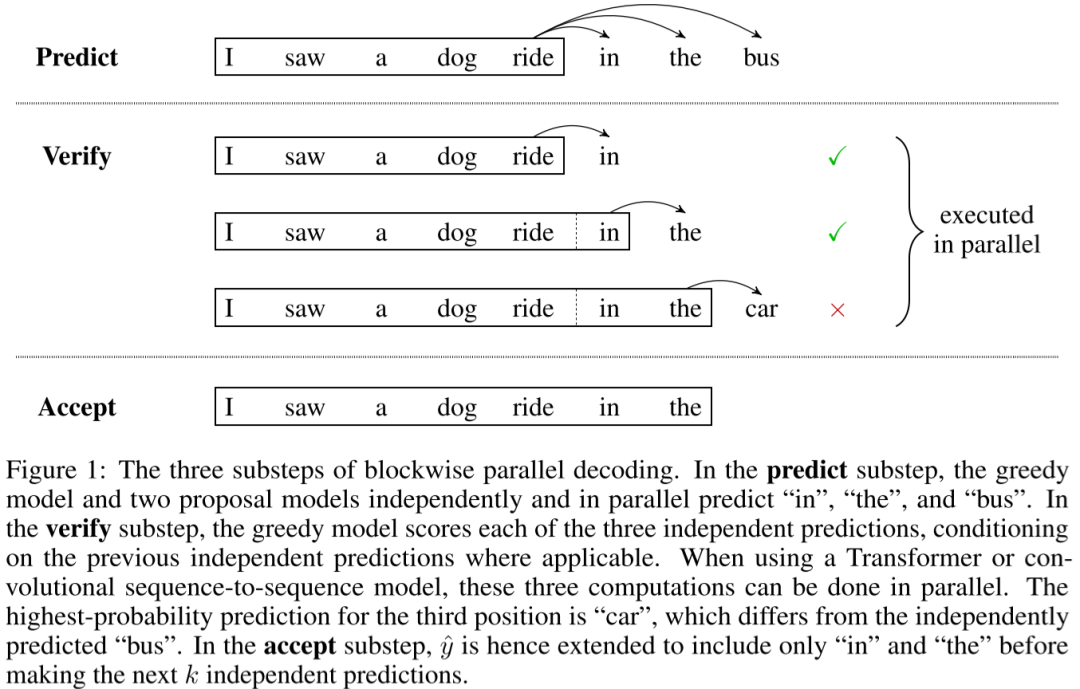 Predict I saw a dog ride in the bus
Verify I saw a dog ride in ✓
I saw a dog ride in the ✓
executed
in parallel
I saw a dog ride in the car ×
Accept I saw a dog ride in the
Figure 1: The three substeps of blockwise parallel decoding. In the predict substep, the greedy
model and two proposal models independently and in parallel predict “in”, “the”, and “bus”. In
the verify substep, the greedy model scores each of the three independent predictions, conditioning
on the previous independent predictions where applicable. When using a Transformer or con-
volutional sequence-to-sequence model, these three computations can be done in parallel. The
highest-probability prediction for the third position is “car”, which differs from the independently
predicted “bus”. In the accept substep, ŷ is hence extended to include only “in” and “the” before
making the next k independent predictions.